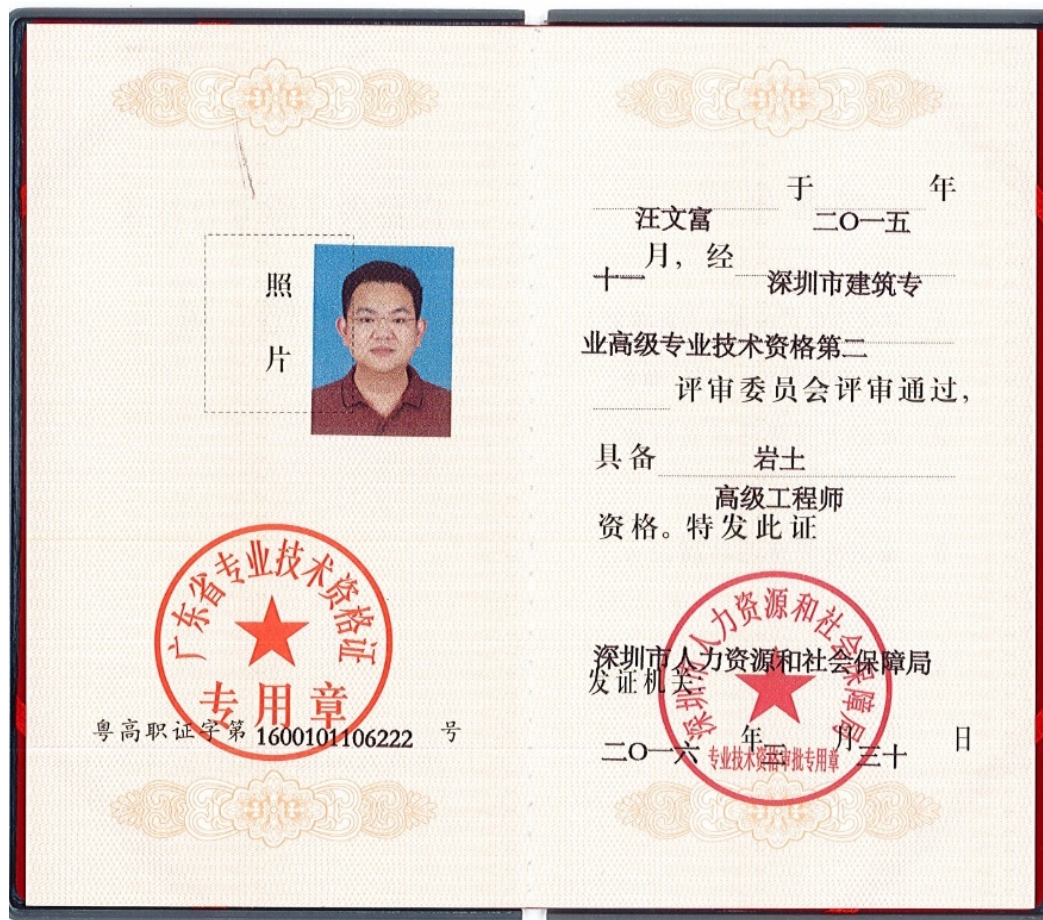 照
片
广东省专业技术资格证
专用章
粤高职证字第 1600101106222 号
汪文富 于 二〇一五 年
十一 月，经 深圳市建筑专
业高级专业技术资格第二
评审委员会评审通过，
具备 岩土
高级工程师
资格。特发此证
深圳市人力资源和社会保障局
发证机关：
二〇一六 年 三 月 三十 日
深圳市人力资源和社会保障局
专业技术资格审批专用章